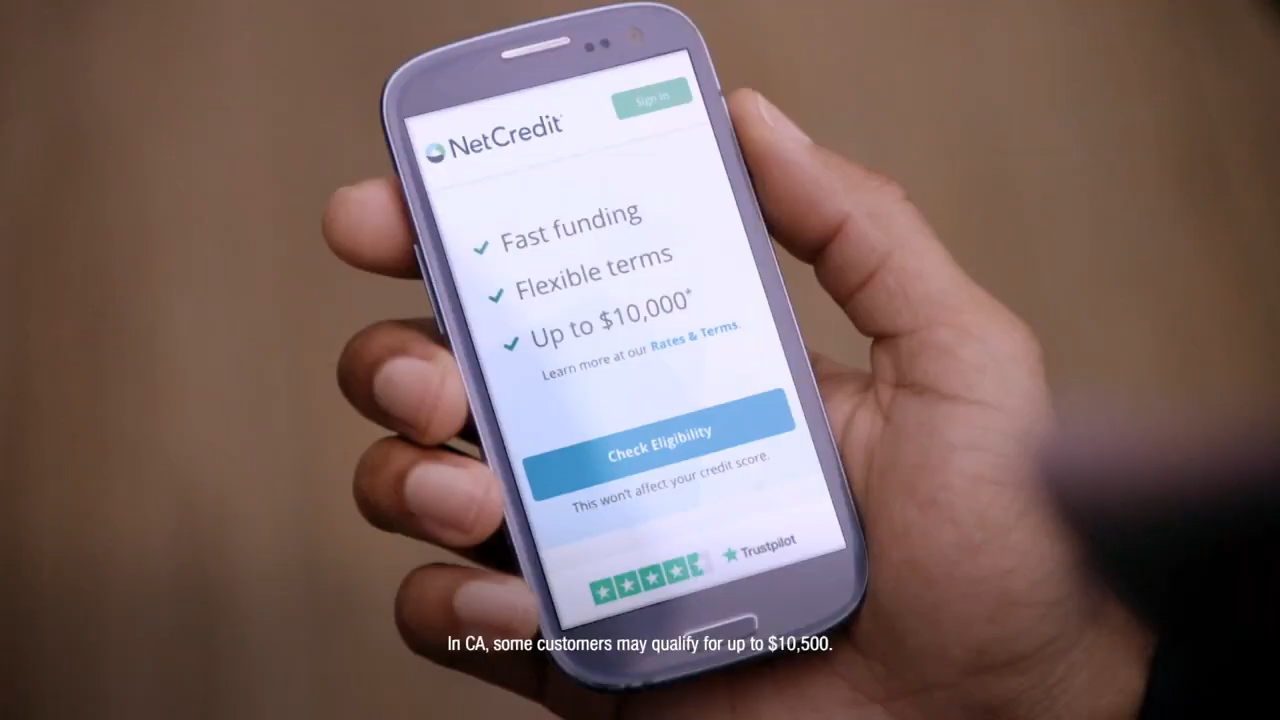 NetCredit
Sign In
Fast funding
Flexible terms
Up to $10,000*
Learn more at our Rates & Terms.
Check Eligibility
This won't affect your credit score.
Trustpilot
In CA, some customers may qualify for up to $10,500.